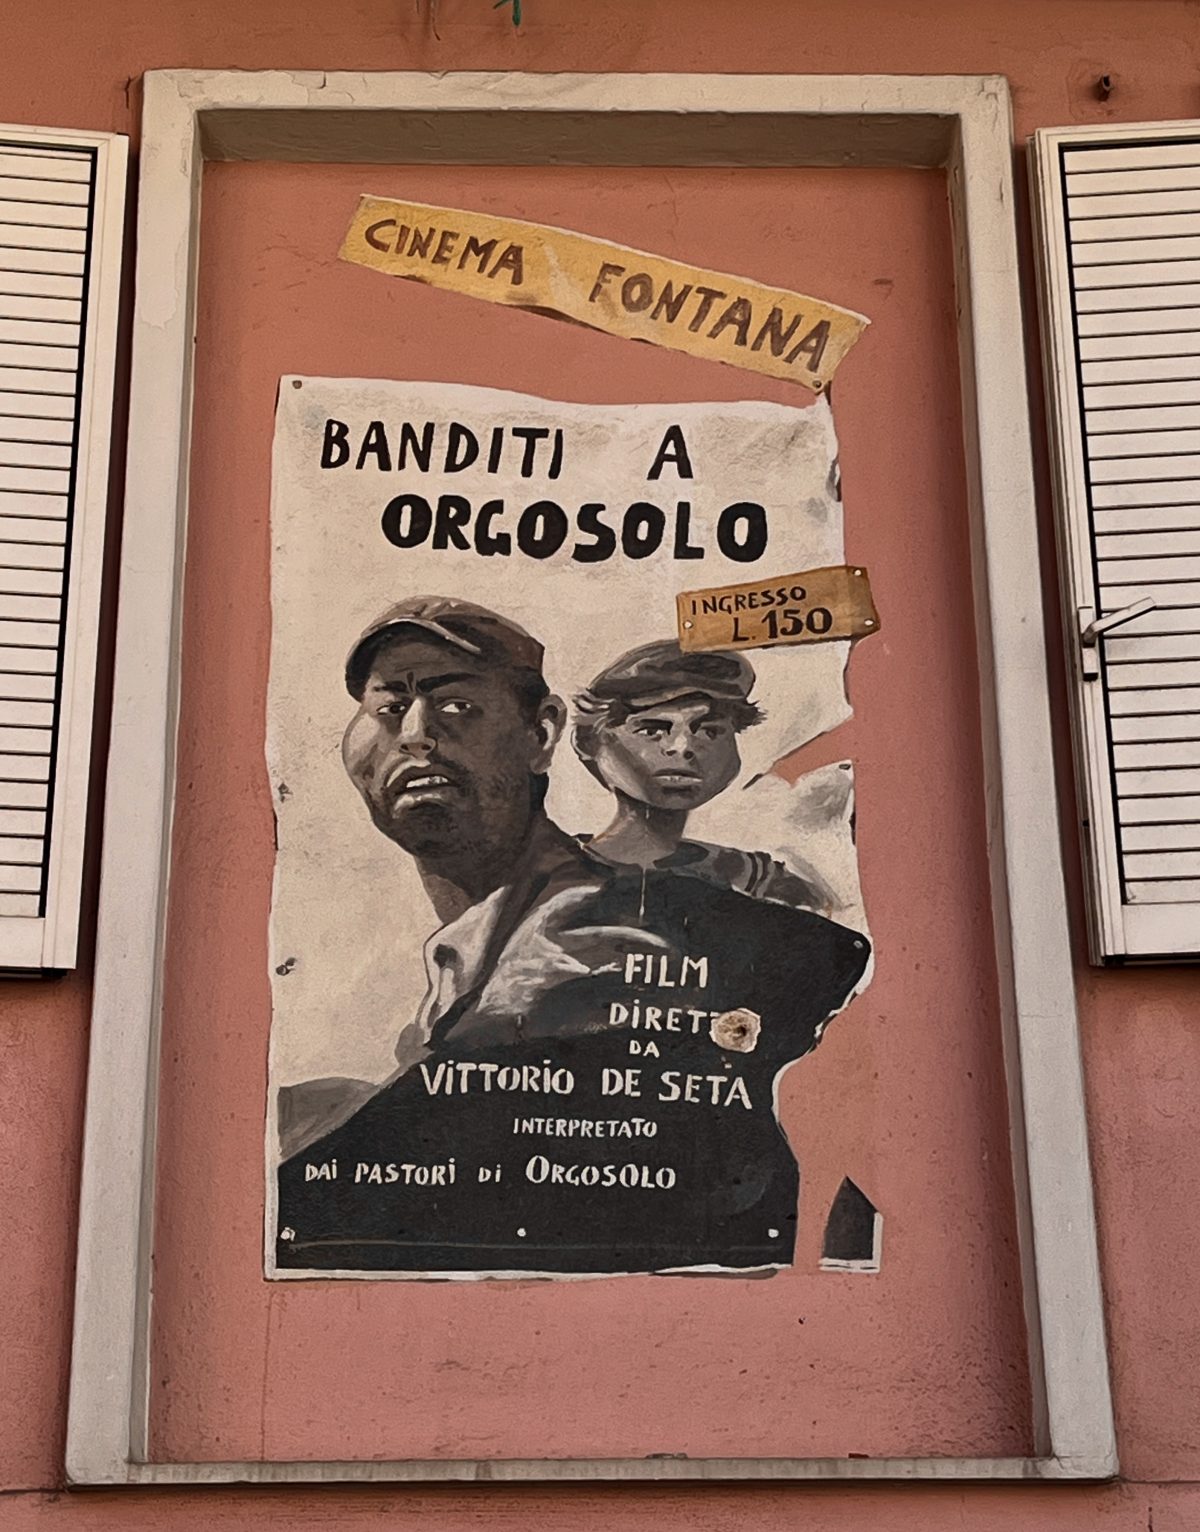 CINEMA FONTANA
BANDITI A
ORGOSOLO
INGRESSO
L. 150
FILM
DIRETT
DA
VITTORIO DE SETA
INTERPRETATO
DAI PASTORI DI ORGOSOLO